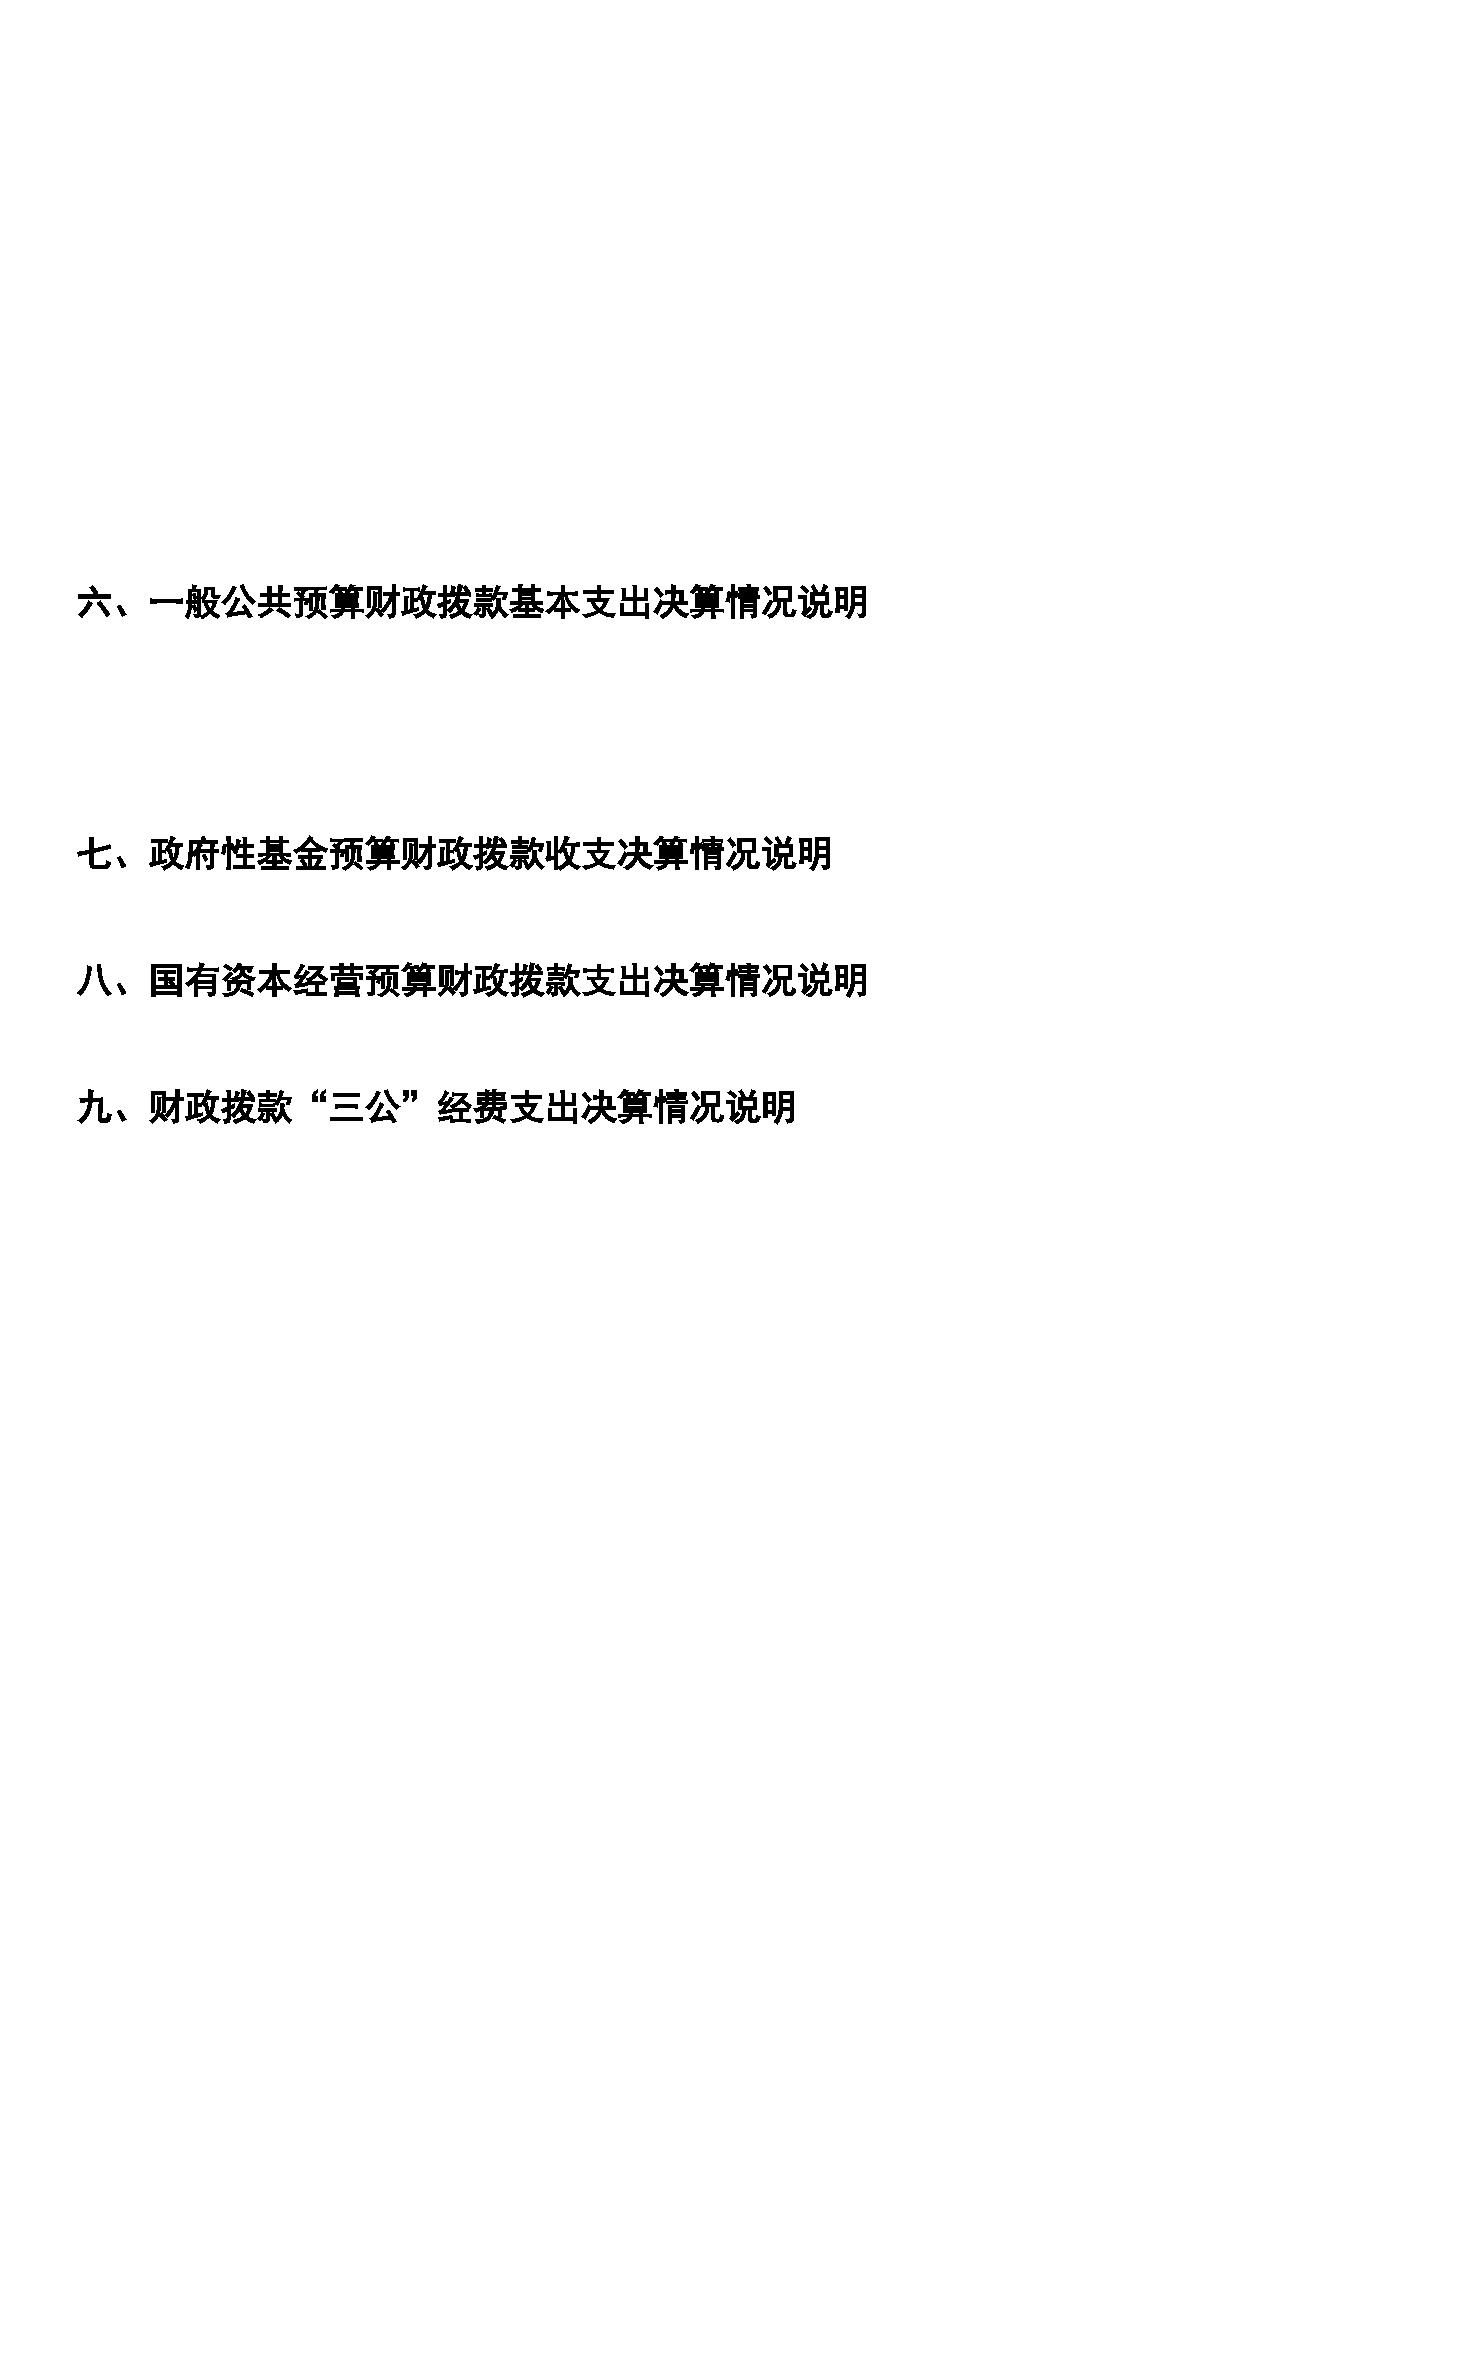 六、一般公共预算财政拨款基本支出决算情况说明
七、政府性基金预算财政拨款收支决算情况说明
八、国有资本经营预算财政拨款支出决算情况说明
九、财政拨款“三公”经费支出决算情况说明